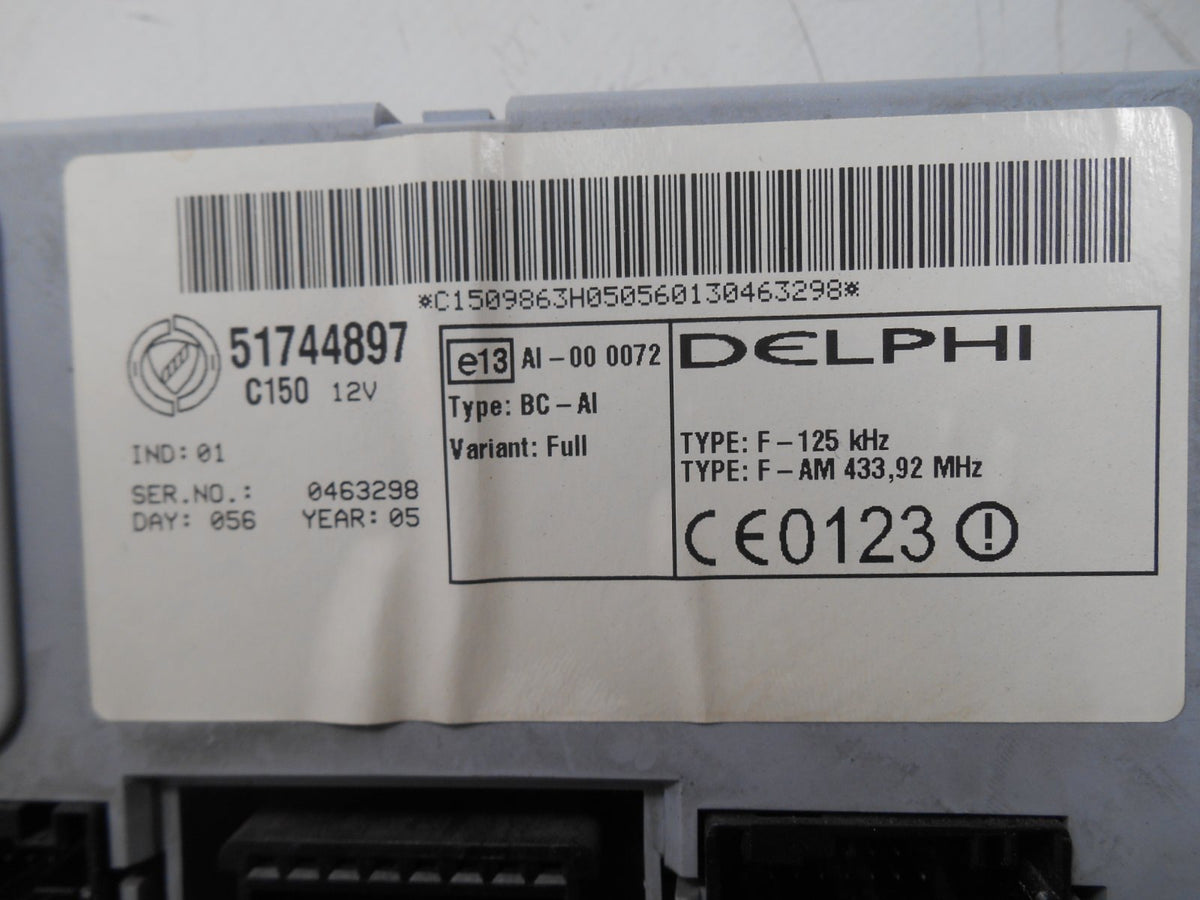 *C1509863H050560130463298*
51744897
C150 12V
IND: 01
SER.NO.: 0463298
DAY: 056 YEAR: 05
e13 AI-00 0072
Type: BC-AI
Variant: Full
DELPHI
TYPE: F-125 kHz
TYPE: F-AM 433,92 MHz
CE0123